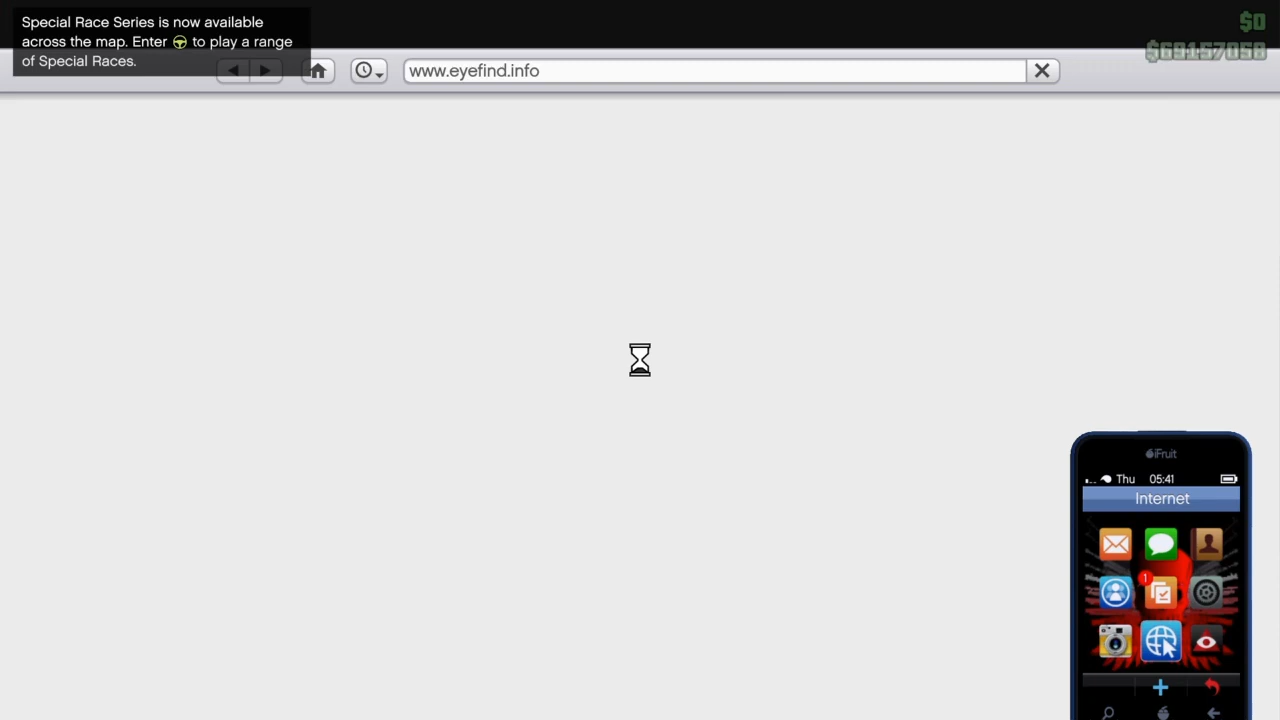 Special Race Series is now available
across the map. Enter to play a range
of Special Races.
$0
$69157058
www.eyefind.info
iFruit
Thu 05:41
Internet
1